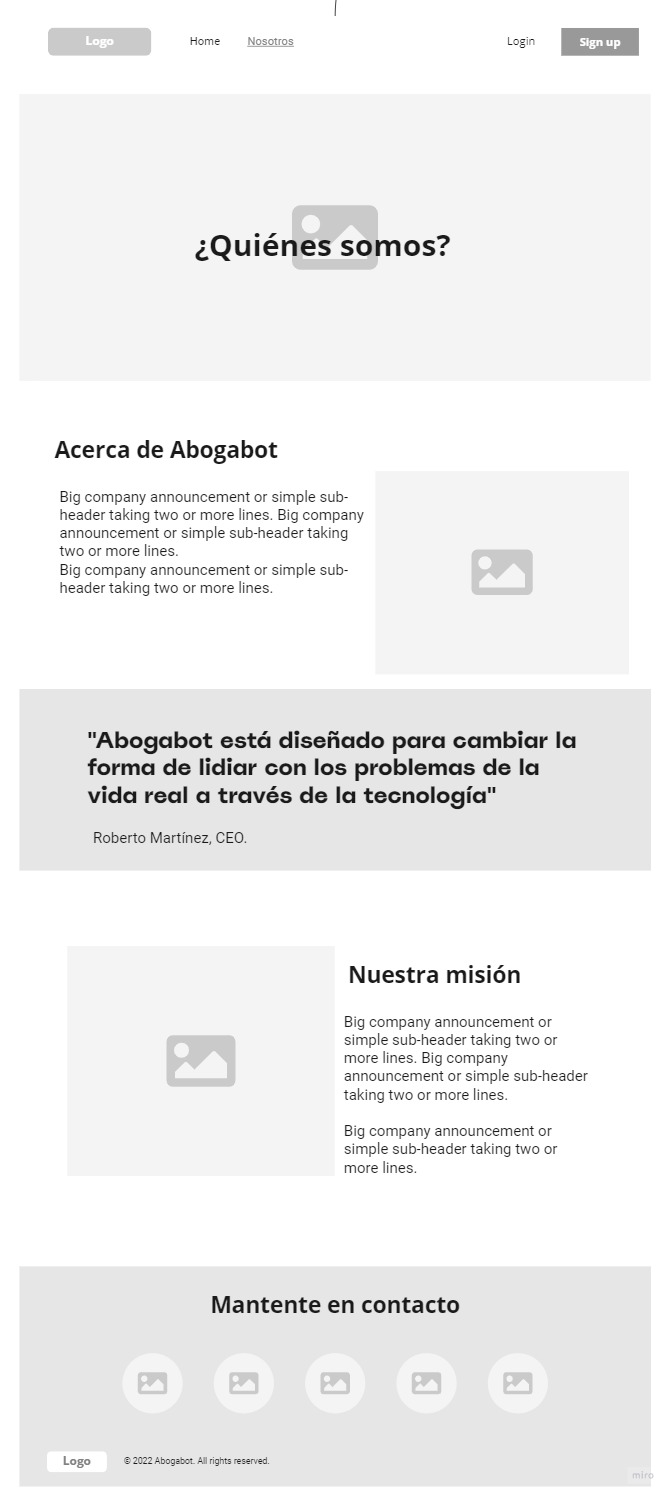 Logo
Home
Nosotros
Login
Sign up
¿Quiénes somos?
Acerca de Abogabot
Big company announcement or simple sub-
header taking two or more lines. Big company
announcement or simple sub-header taking
two or more lines.
Big company announcement or simple sub-
header taking two or more lines.
"Abogabot está diseñado para cambiar la
forma de lidiar con los problemas de la
vida real a través de la tecnología"
Roberto Martínez, CEO.
Nuestra misión
Big company announcement or
simple sub-header taking two or
more lines. Big company
announcement or simple sub-header
taking two or more lines.
Big company announcement or
simple sub-header taking two or
more lines.
Mantente en contacto
Logo
© 2022 Abogabot. All rights reserved.
miro